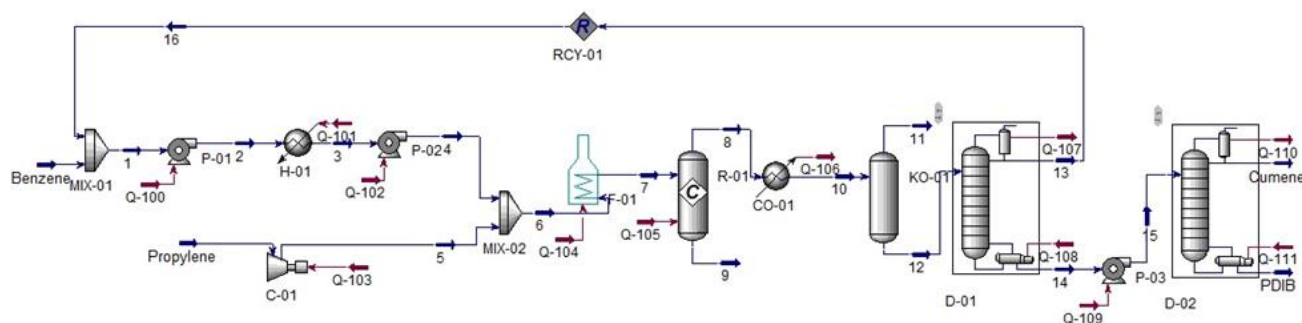 16
R
RCY-01
Benzene
MIX-01
1
Q-100
P-01
2
Q-101
H-01
3
Q-102
P-024
Propylene
C-01
Q-103
5
MIX-02
6
Q-104
F-01
7
Q-105
C
8
R-01
9
CO-01
Q-106
10
11
KO-01
12
Q-107
13
Q-108
14
D-01
Q-109
P-03
15
Q-110
Cumene
Q-111
PDIB
D-02